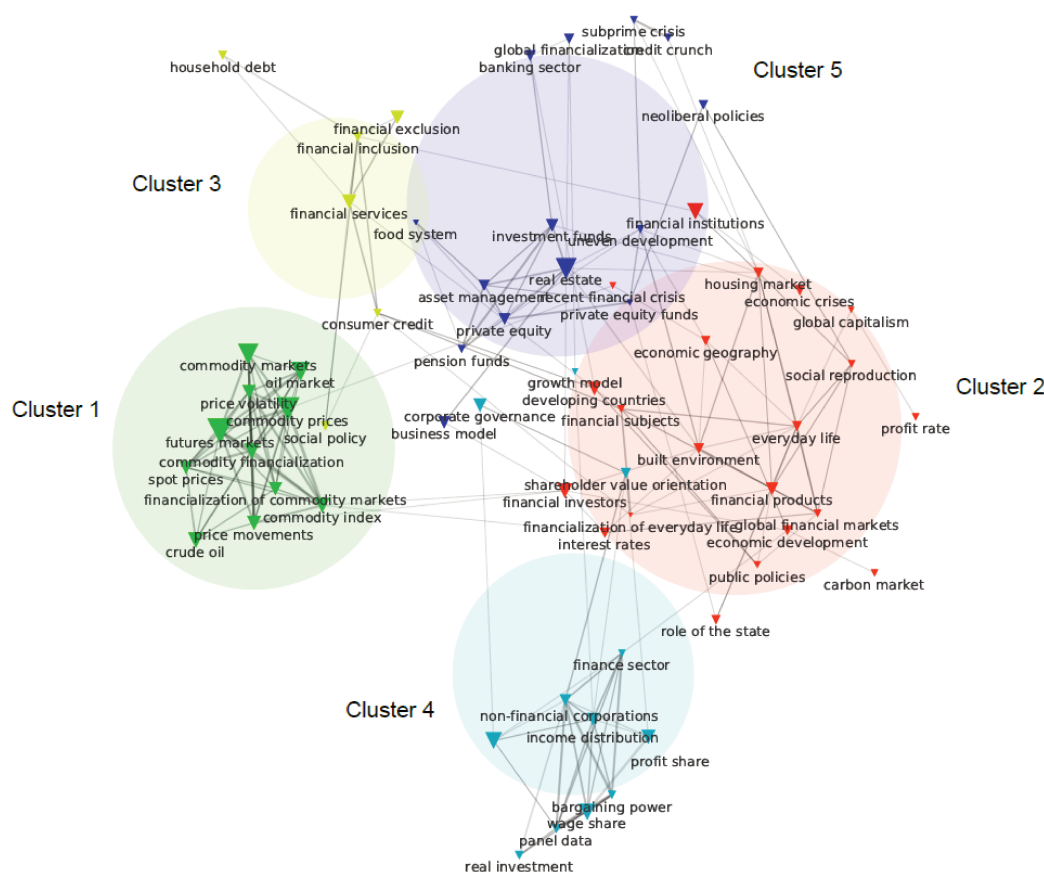 subprime crisis
global financialization
credit crunch
banking sector
Cluster 5
household debt
neoliberal policies
financial exclusion
financial inclusion
Cluster 3
financial services
financial institutions
food system
investment funds
uneven development
real estate
housing market
asset management
recent financial crisis
economic crises
private equity funds
consumer credit
private equity
global capitalism
pension funds
economic geography
commodity markets
oil market
growth model
social reproduction
Cluster 2
price volatility
developing countries
Cluster 1
commodity prices
corporate governance
financial subjects
profit rate
social policy
business model
everyday life
futures markets
commodity financialization
built environment
spot prices
shareholder value orientation
financialization of commodity markets
financial investors
financial products
commodity index
financialization of everyday life
global financial markets
price movements
interest rates
economic development
crude oil
public policies
carbon market
role of the state
finance sector
Cluster 4
non-financial corporations
income distribution
profit share
bargaining power
wage share
panel data
real investment